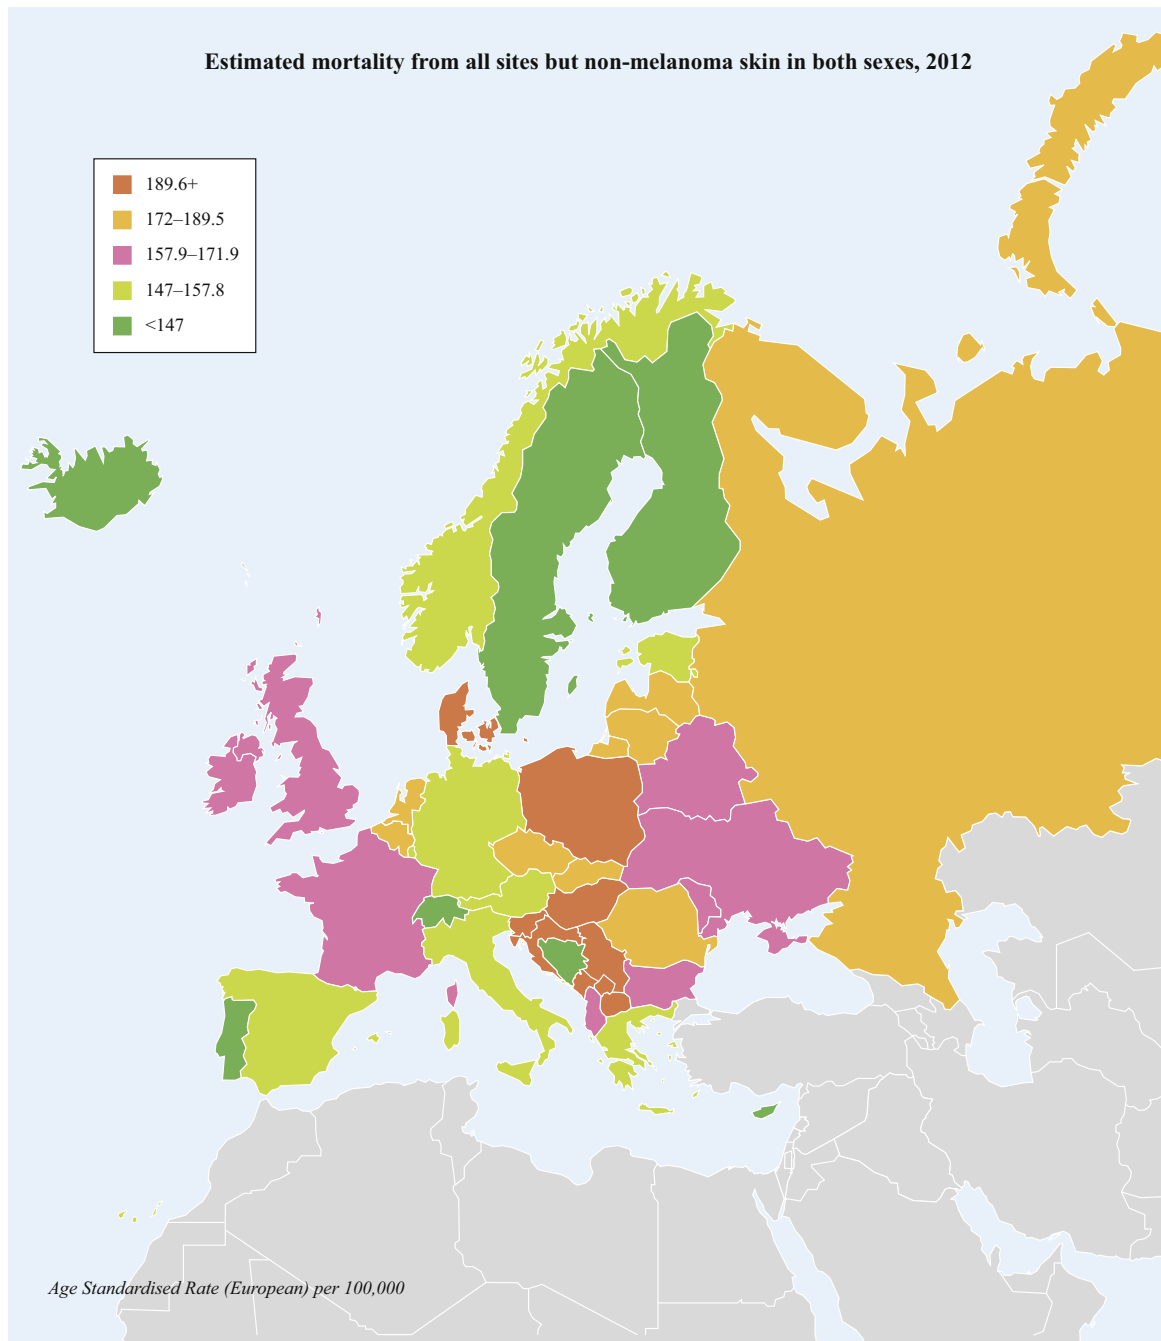 Estimated mortality from all sites but non-melanoma skin in both sexes, 2012
189.6+
172–189.5
157.9–171.9
147–157.8
<147
Age Standardised Rate (European) per 100,000